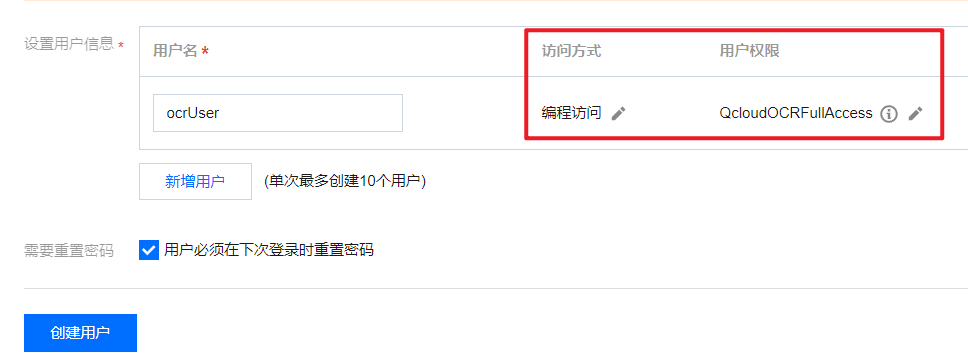 设置用户信息 *
用户名 * 访问方式 用户权限
ocrUser 编程访问 QcloudOCRFullAccess
新增用户 (单次最多创建10个用户)
需要重置密码 用户必须在下次登录时重置密码
创建用户